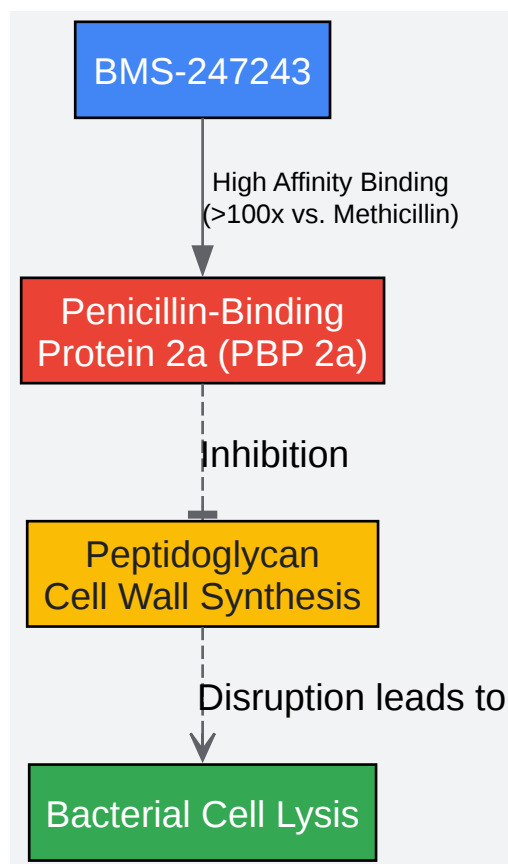 BMS-247243
High Affinity Binding
(>100x vs. Methicillin)
Penicillin-Binding
Protein 2a (PBP 2a)
Inhibition
Peptidoglycan
Cell Wall Synthesis
Disruption leads to
Bacterial Cell Lysis